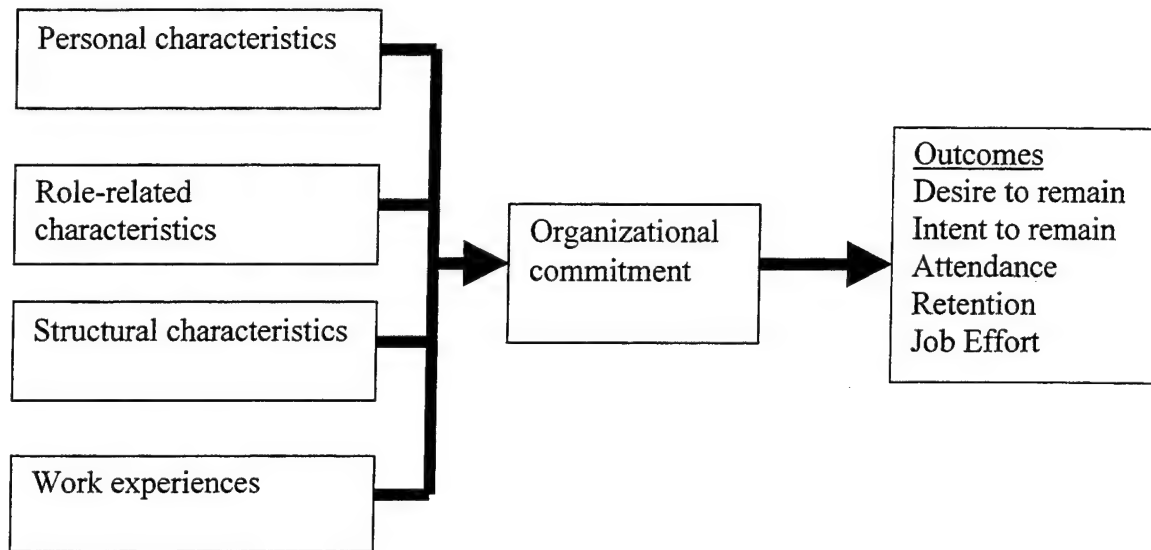 Personal characteristics
Role-related
characteristics
Structural characteristics
Work experiences
Organizational
commitment
Outcomes
Desire to remain
Intent to remain
Attendance
Retention
Job Effort